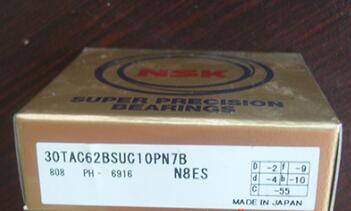 NSK
SUPER PRECISION
BEARINGS
30TAC62BSUC10PN7B
808 PH - 6916 N8ES
D -2 f -9
d -4 b -10
C -55
MADE IN JAPAN